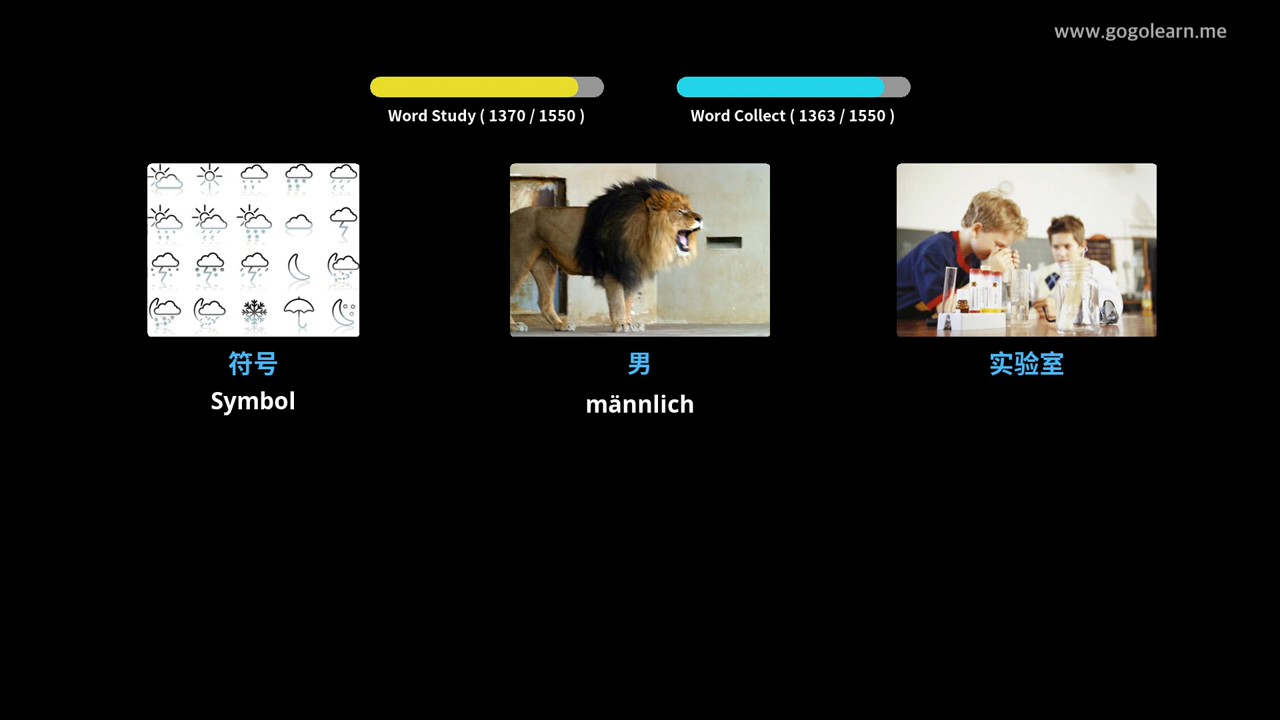 www.gogolearn.me
Word Study ( 1370 / 1550 )
Word Collect ( 1363 / 1550 )
符号
Symbol
男
männlich
实验室